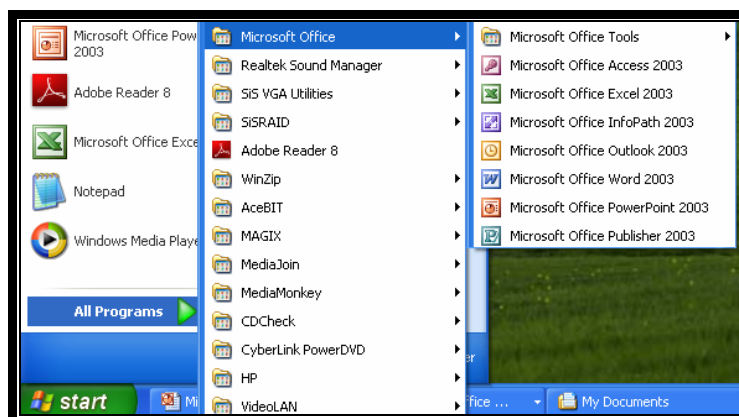 Microsoft Office Pow
2003
Adobe Reader 8
Microsoft Office Exce
Notepad
Windows Media Playe
All Programs
Microsoft Office
Realtek Sound Manager
SiS VGA Utilities
SiSRAID
Adobe Reader 8
WinZip
AceBIT
MAGIX
MediaJoin
MediaMonkey
CDCheck
CyberLink PowerDVD
HP
VideoLAN
Microsoft Office Tools
Microsoft Office Access 2003
Microsoft Office Excel 2003
Microsoft Office InfoPath 2003
Microsoft Office Outlook 2003
Microsoft Office Word 2003
Microsoft Office PowerPoint 2003
Microsoft Office Publisher 2003
er
start
Mi
ffice ...
My Documents